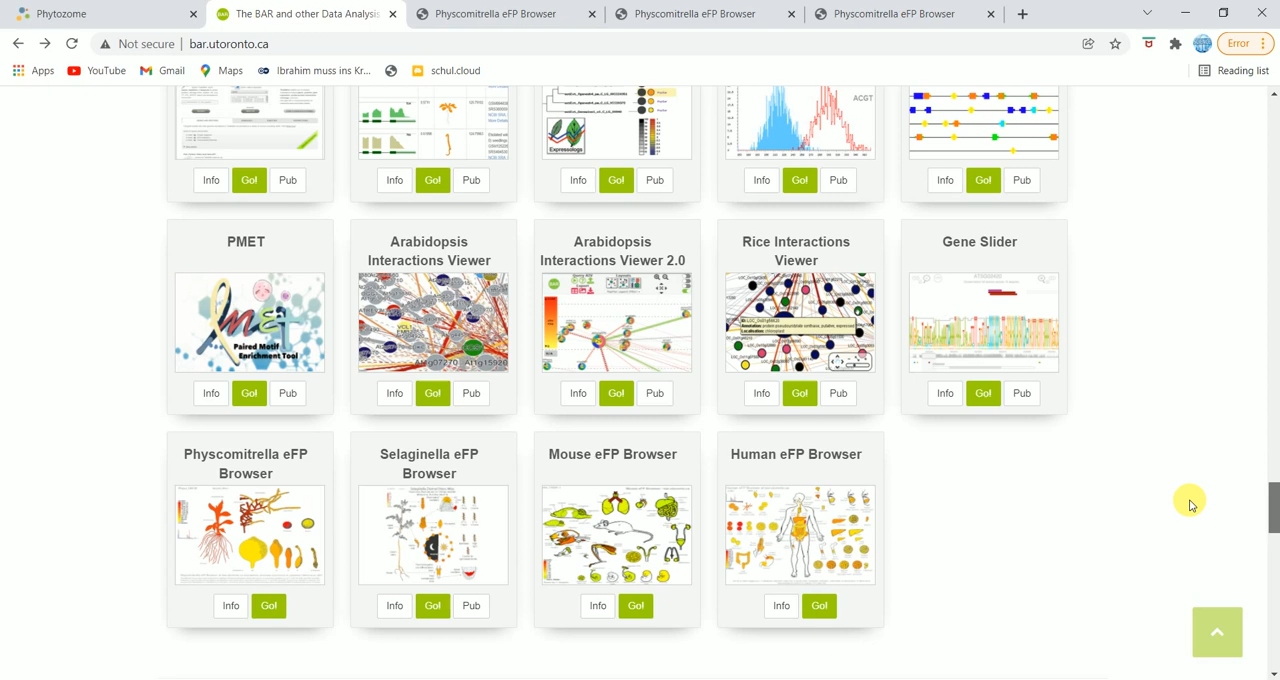 Phytozome
The BAR and other Data Analysis
Physcomitrella eFP Browser
Physcomitrella eFP Browser
Physcomitrella eFP Browser
Not secure
bar.utoronto.ca
Error
Apps
YouTube
Gmail
Maps
Ibrahim muss ins Kr...
schul.cloud
Reading list
Expressologs
ACGT
Info Go! Pub
Info Go! Pub
Info Go! Pub
Info Go! Pub
Info Go! Pub
PMET
Arabidopsis
Interactions Viewer
Arabidopsis
Interactions Viewer 2.0
Rice Interactions
Viewer
Gene Slider
Paired Motif
Enrichment Tool
At1g07270
At1g15920
Info Go! Pub
Info Go! Pub
Info Go! Pub
Info Go! Pub
Info Go! Pub
Physcomitrella eFP
Browser
Selaginella eFP
Browser
Mouse eFP Browser
Human eFP Browser
Info Go!
Info Go! Pub
Info Go!
Info Go!